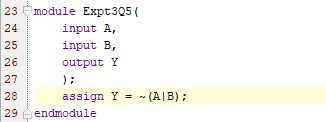 23 module Expt3Q5(
24 input A,
25 input B,
26 output Y
27 );
28 assign Y = ~(A|B);
29 endmodule